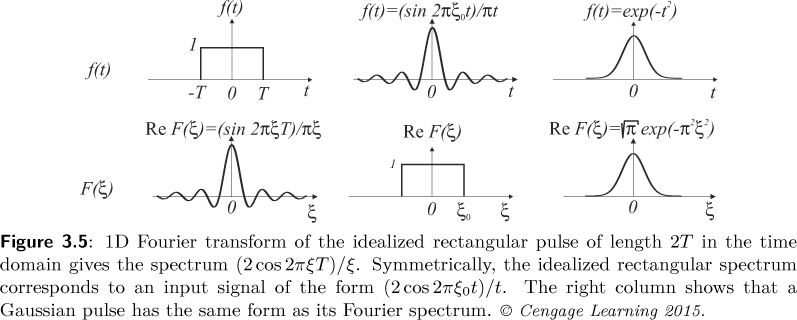 f(t)
f(t)=(sin 2πξ₀t)/πt
f(t)=exp(-t²)
f(t)
1
-T 0 T t
0 t
0 t
Re F(ξ)=(sin 2πξT)/πξ
Re F(ξ)
Re F(ξ)=√π exp(-π²ξ²)
F(ξ)
1
0 ξ
0 ξ₀ ξ
0 ξ
Figure 3.5: 1D Fourier transform of the idealized rectangular pulse of length 2T in the time
domain gives the spectrum (2 cos 2πξT)/ξ. Symmetrically, the idealized rectangular spectrum
corresponds to an input signal of the form (2 cos 2πξ₀t)/t. The right column shows that a
Gaussian pulse has the same form as its Fourier spectrum. © Cengage Learning 2015.